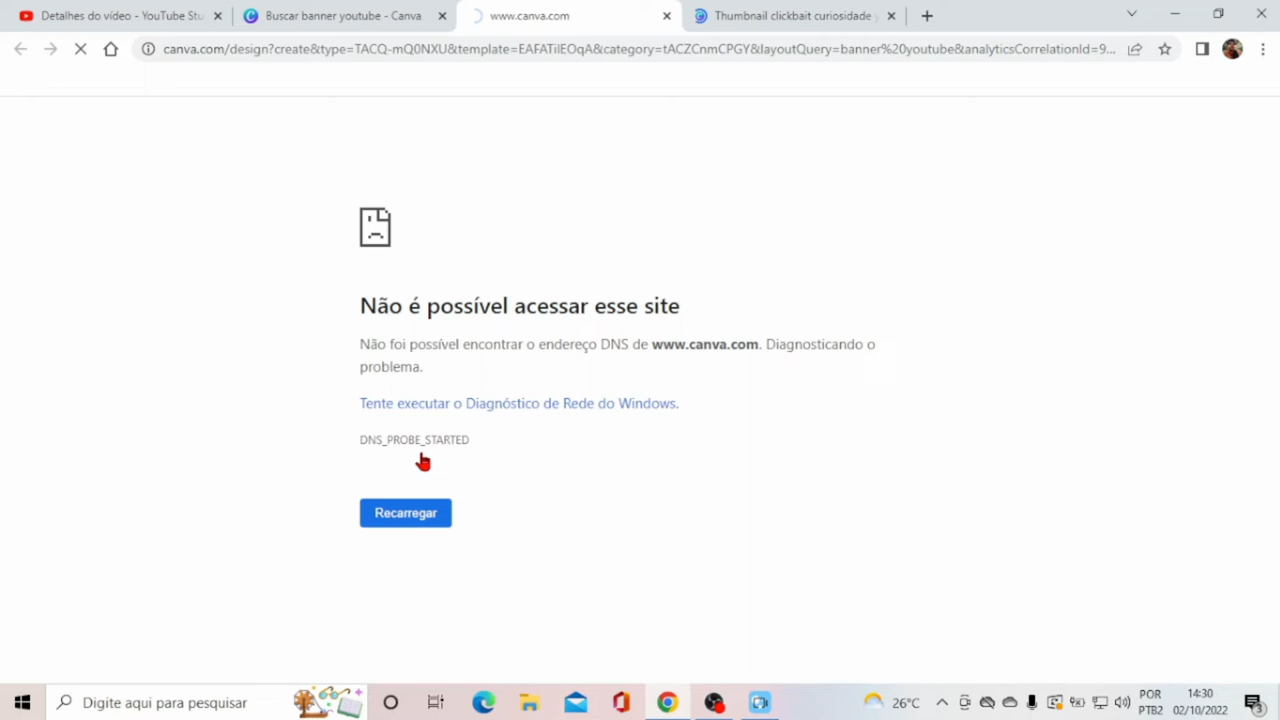 Detalhes do vídeo - YouTube Stu
Buscar banner youtube - Canva
www.canva.com
Thumbnail clickbait curiosidade y
canva.com/design?create&type=TACQ-mQ0NXU&template=EAFATilEOqA&category=tACZCnmCPGY&layoutQuery=banner%20youtube&analyticsCorrelationId=9...
Não é possível acessar esse site
Não foi possível encontrar o endereço DNS de www.canva.com. Diagnosticando o
problema.
Tente executar o Diagnóstico de Rede do Windows.
DNS_PROBE_STARTED
Recarregar
Digite aqui para pesquisar
26°C
POR
PTB2
14:30
02/10/2022
3